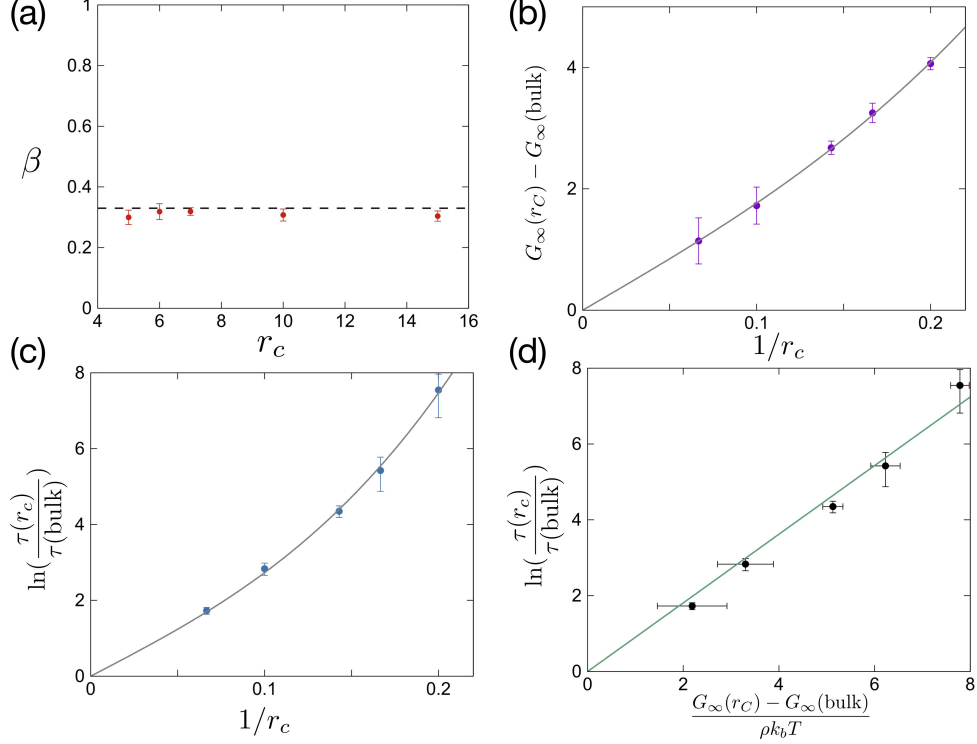 (a)
1
0.8
0.6
β
0.4
0.2
0
4 6 8 10 12 14 16
r_c
(b)
G_∞(r_C) − G_∞(bulk)
4
2
0
0 0.1 0.2
1/r_c
(c)
ln(τ(r_c)/τ(bulk))
8
6
4
2
0
0 0.1 0.2
1/r_c
(d)
ln(τ(r_c)/τ(bulk))
8
6
4
2
0
0 2 4 6 8
G_∞(r_C) − G_∞(bulk)
ρk_bT